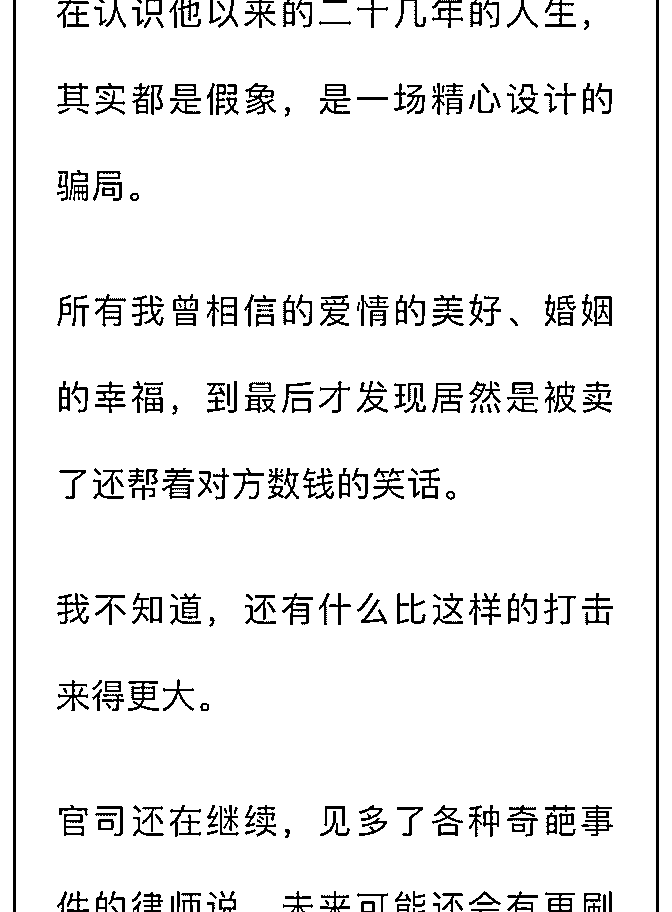 在认识他以来的二十几年的人生，
其实都是假象，是一场精心设计的
骗局。
所有我曾相信的爱情的美好、婚姻
的幸福，到最后才发现居然是被卖
了还帮着对方数钱的笑话。
我不知道，还有什么比这样的打击
来得更大。
官司还在继续，见多了各种奇葩事
件的律师说，未来可能还会有更刷